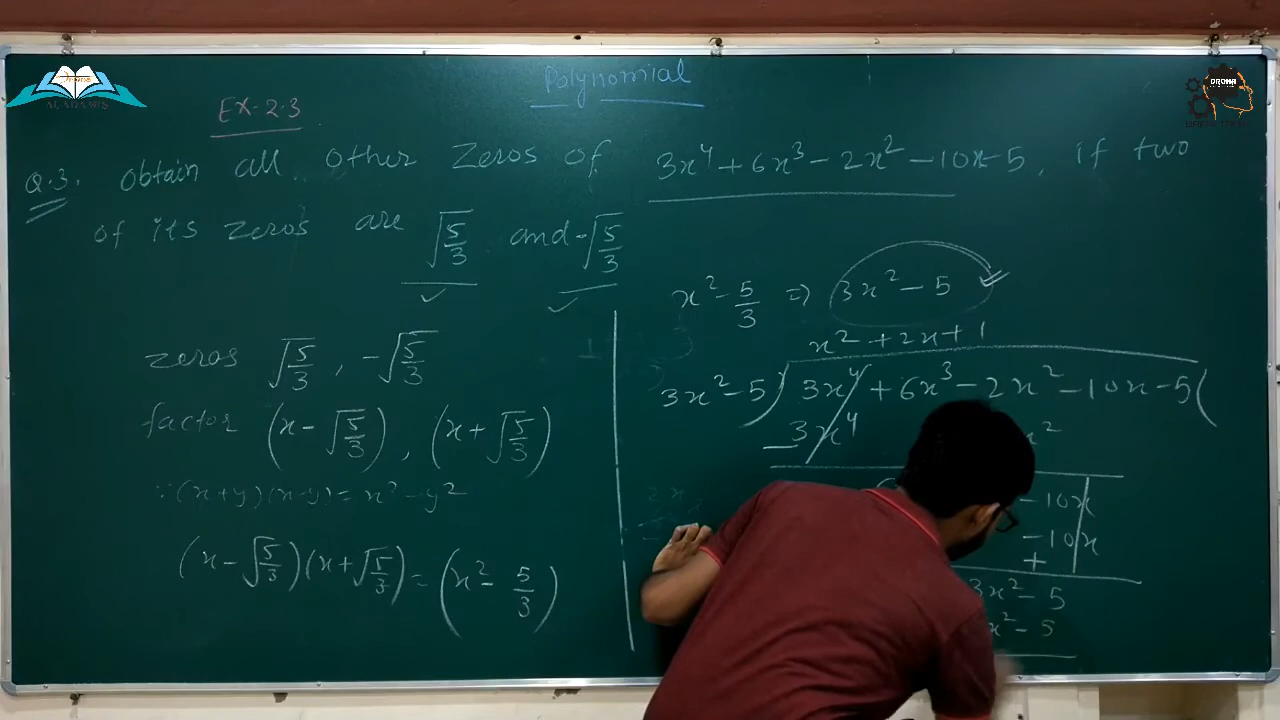 Polynomial
EX-2.3
Q.3. obtain all other zeros of 3x⁴ + 6x³ - 2x² - 10x - 5, if two
of its zeros are √5/3 and -√5/3
zeros √5/3, -√5/3
factor (x - √5/3), (x + √5/3)
∵ (x+y)(x-y) = x² - y²
(x - √5/3)(x + √5/3) = (x² - 5/3)
x² - 5/3 ⇒ 3x² - 5
x² + 2x + 1
3x² - 5) 3x⁴ + 6x³ - 2x² - 10x - 5 (
- 3x⁴ x²
- 10x
- 10x
+
3x² - 5
x² - 5
DRONA